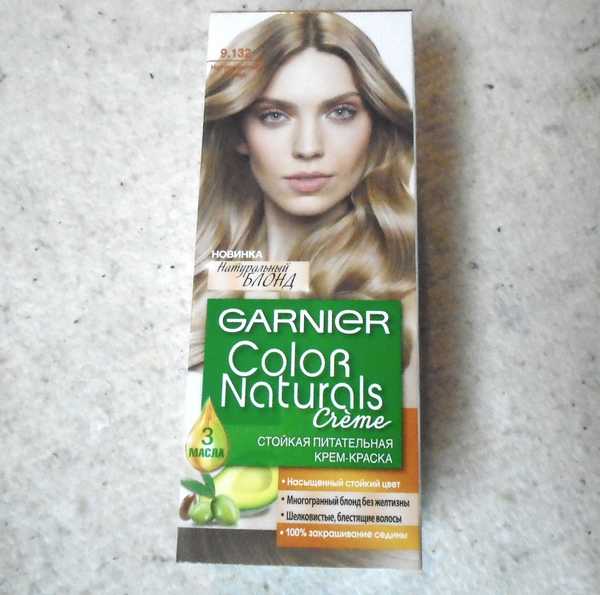 9.132
НОВИНКА
Натуральный
БЛОНД
GARNIER
COLOR
Naturals
Crème
СТОЙКАЯ ПИТАТЕЛЬНАЯ
КРЕМ-КРАСКА
3
МАСЛА
• Насыщенный стойкий цвет
• Многогранный блонд без желтизны
• Шелковистые, блестящие волосы
• 100% закрашивание седины